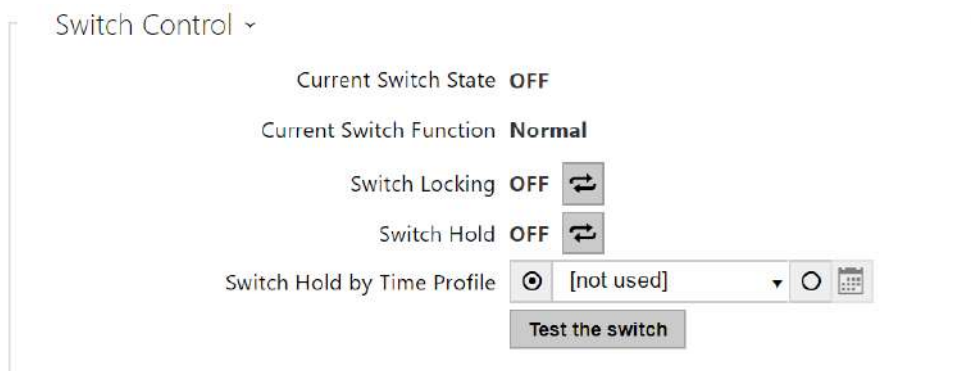 Switch Control
Current Switch State OFF
Current Switch Function Normal
Switch Locking OFF
Switch Hold OFF
Switch Hold by Time Profile [not used]
Test the switch